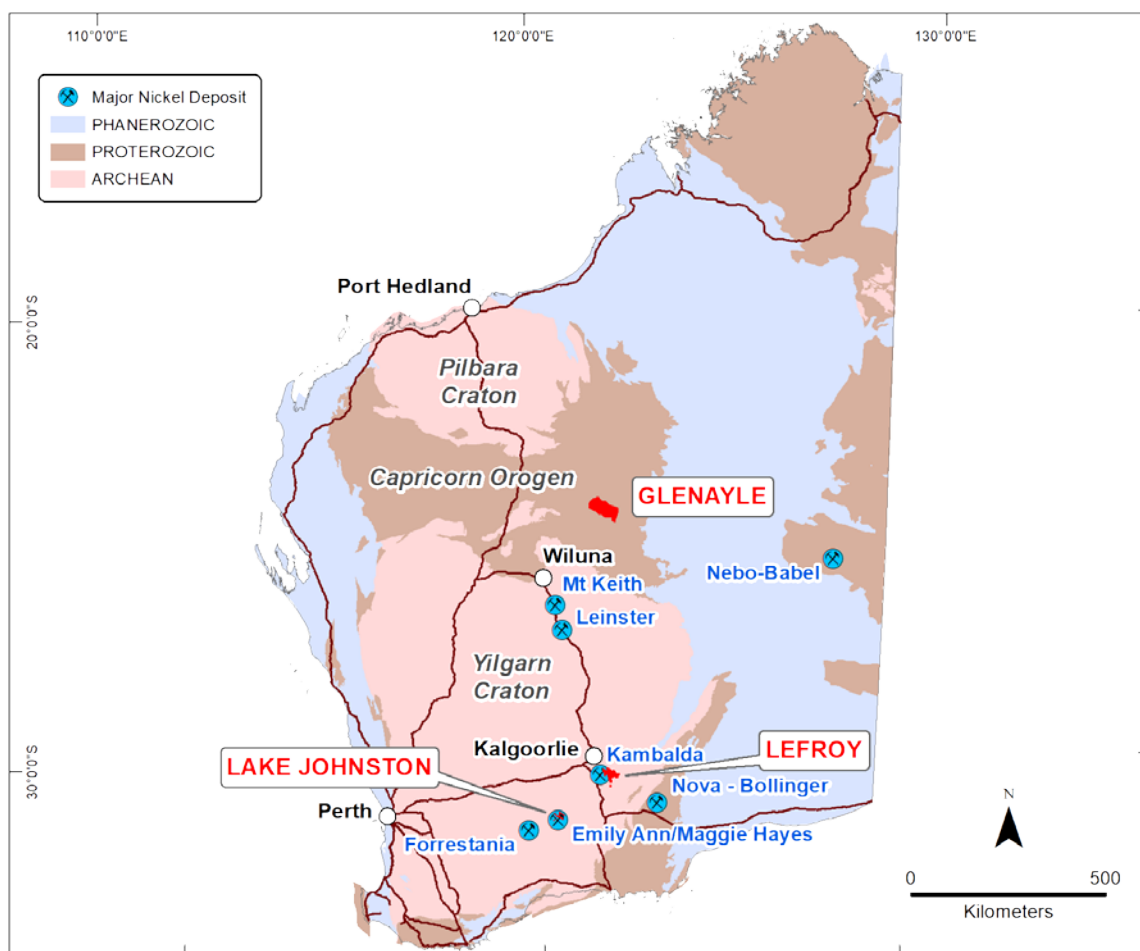 110°0'0"E
120°0'0"E
130°0'0"E
Major Nickel Deposit
PHANEROZOIC
PROTEROZOIC
ARCHEAN
Port Hedland
20°0'0"S
Pilbara
Craton
Capricorn Orogen
GLENAYLE
Wiluna
Mt Keith
Nebo-Babel
Leinster
Yilgarn
Craton
Kalgoorlie
Kambalda
LEFROY
LAKE JOHNSTON
30°0'0"S
Nova - Bollinger
Perth
Emily Ann/Maggie Hayes
Forrestania
N
0
500
Kilometers